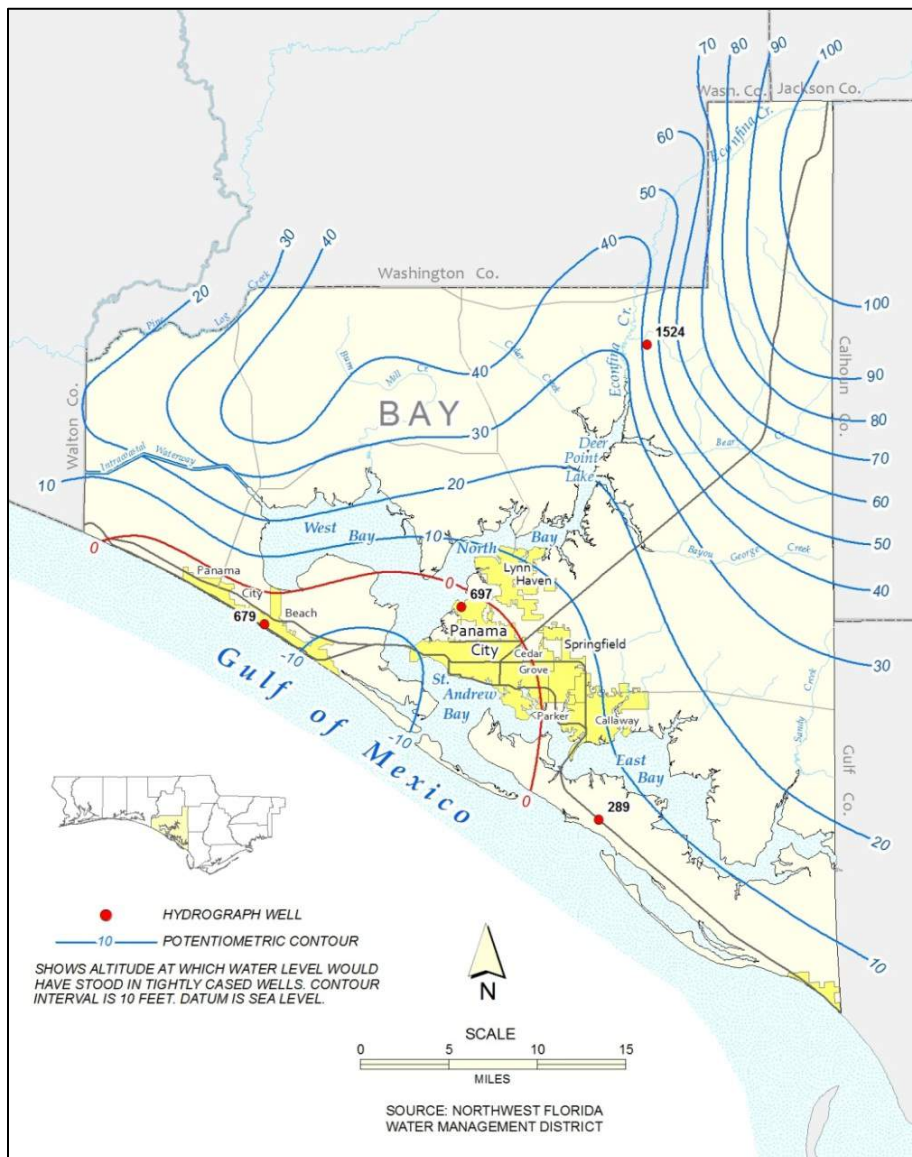 70
80
90
100
Wash. Co.
Jackson Co.
Econfina Cr.
60
50
40
30
40
20
Washington Co.
Pine
Log
Creek
100
1524
Calhoun Co.
Walton Co.
Burnt
Mill
Cr.
Cedar
Creek
Econfina Cr.
40
90
BAY
30
80
Deer
Point
Lake
Bear
Cr.
70
Intracoastal
Waterway
10
20
60
West
Bay
10
North
Bay
50
Bayou
George
Creek
0
0
Lynn
Haven
40
Panama
City
Beach
697
679
Panama
City
Springfield
Cedar
Grove
30
-10
St.
Andrew
Bay
Parker
Callaway
Sandy
Creek
Gulf of Mexico
-10
East
Bay
Gulf Co.
0
289
20
10
HYDROGRAPH WELL
10
POTENTIOMETRIC CONTOUR
SHOWS ALTITUDE AT WHICH WATER LEVEL WOULD
HAVE STOOD IN TIGHTLY CASED WELLS. CONTOUR
INTERVAL IS 10 FEET. DATUM IS SEA LEVEL.
N
SCALE
0 5 10 15
MILES
SOURCE: NORTHWEST FLORIDA
WATER MANAGEMENT DISTRICT